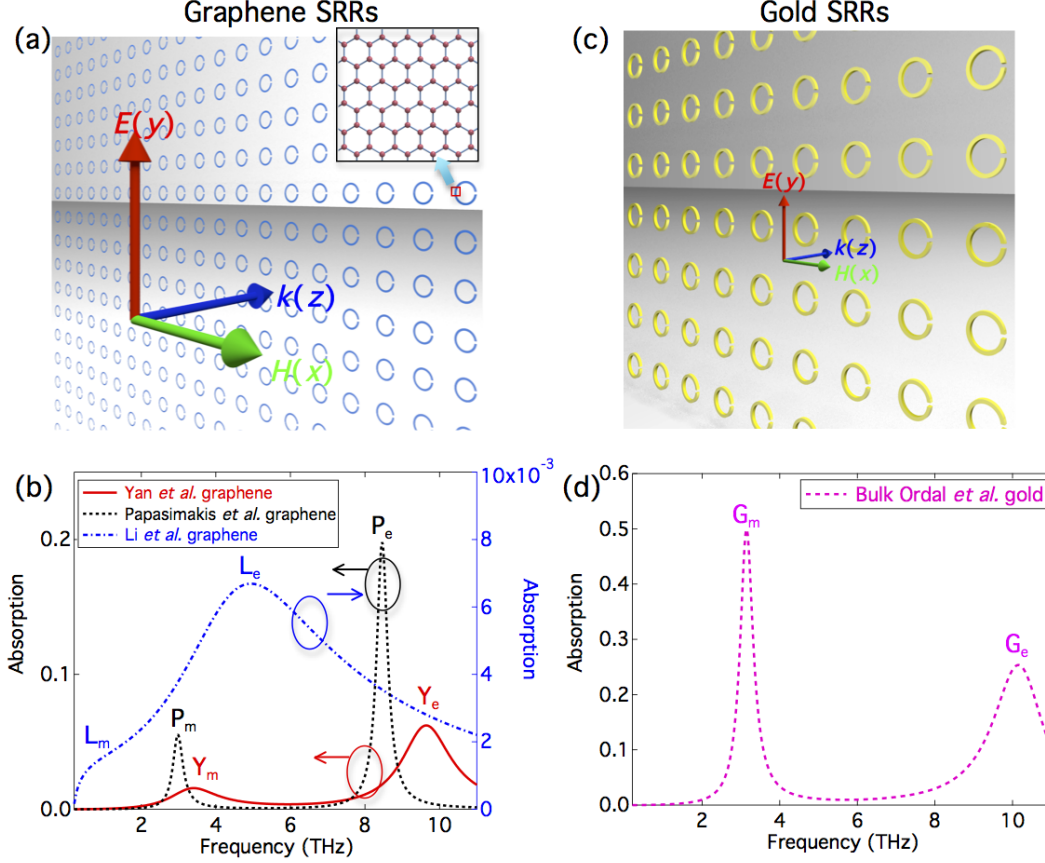 Graphene SRRs
Gold SRRs
(a)
E(y)
k(z)
H(x)
(c)
E(y)
k(z)
H(x)
(b)
Yan et al. graphene
Papasimakis et al. graphene
Li et al. graphene
10x10⁻³
0.2
0.1
0.0
Absorption
8
6
4
2
0
Absorption
Lₘ
Lₑ
Pₘ
Yₘ
Pₑ
Yₑ
2
4
6
8
10
Frequency (THz)
(d)
Bulk Ordal et al. gold
0.6
0.5
0.4
0.3
0.2
0.1
0.0
Absorption
Gₘ
Gₑ
2
4
6
8
10
Frequency (THz)